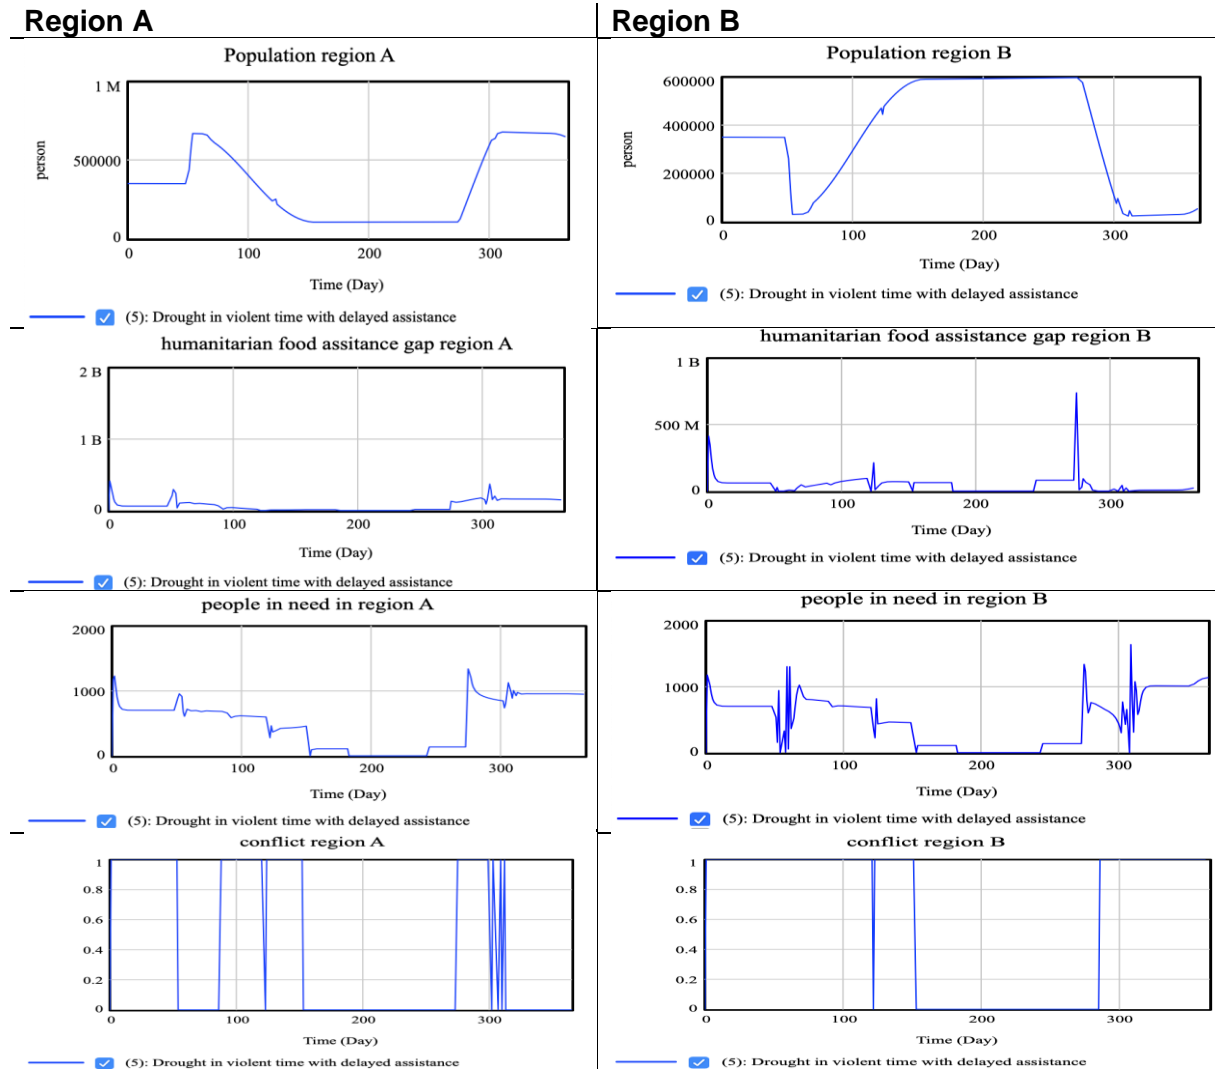 Region A
Region B
Population region A
1 M
500000
0
person
0 100 200 300
Time (Day)
(5): Drought in violent time with delayed assistance
Population region B
600000
400000
200000
0
person
0 100 200 300
Time (Day)
(5): Drought in violent time with delayed assistance
humanitarian food assitance gap region A
2 B
1 B
0
0 100 200 300
Time (Day)
(5): Drought in violent time with delayed assistance
humanitarian food assistance gap region B
1 B
500 M
0
0 100 200 300
Time (Day)
(5): Drought in violent time with delayed assistance
people in need in region A
2000
1000
0
0 100 200 300
Time (Day)
(5): Drought in violent time with delayed assistance
people in need in region B
2000
1000
0
0 100 200 300
Time (Day)
(5): Drought in violent time with delayed assistance
conflict region A
1
0.8
0.6
0.4
0.2
0
0 100 200 300
Time (Day)
(5): Drought in violent time with delayed assistance
conflict region B
1
0.8
0.6
0.4
0.2
0
0 100 200 300
Time (Day)
(5): Drought in violent time with delayed assistance